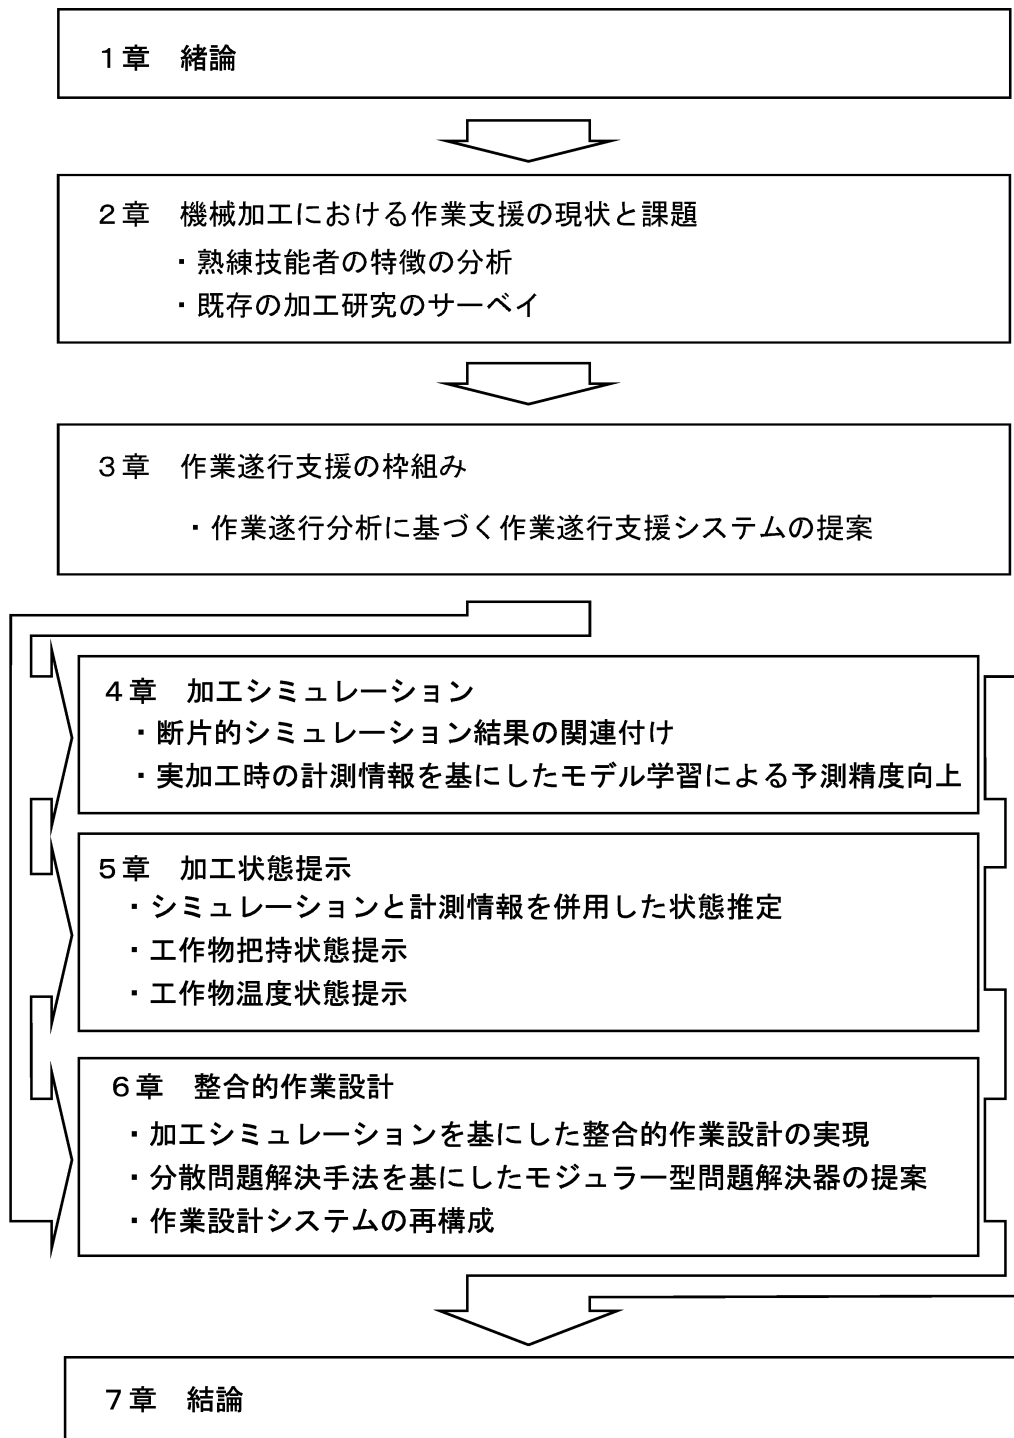 １章　緒論
２章　機械加工における作業支援の現状と課題
・熟練技能者の特徴の分析
・既存の加工研究のサーベイ
３章　作業遂行支援の枠組み
・作業遂行分析に基づく作業遂行支援システムの提案
４章　加工シミュレーション
・断片的シミュレーション結果の関連付け
・実加工時の計測情報を基にしたモデル学習による予測精度向上
５章　加工状態提示
・シミュレーションと計測情報を併用した状態推定
・工作物把持状態提示
・工作物温度状態提示
６章　整合的作業設計
・加工シミュレーションを基にした整合的作業設計の実現
・分散問題解決手法を基にしたモジュラー型問題解決器の提案
・作業設計システムの再構成
７章　結論